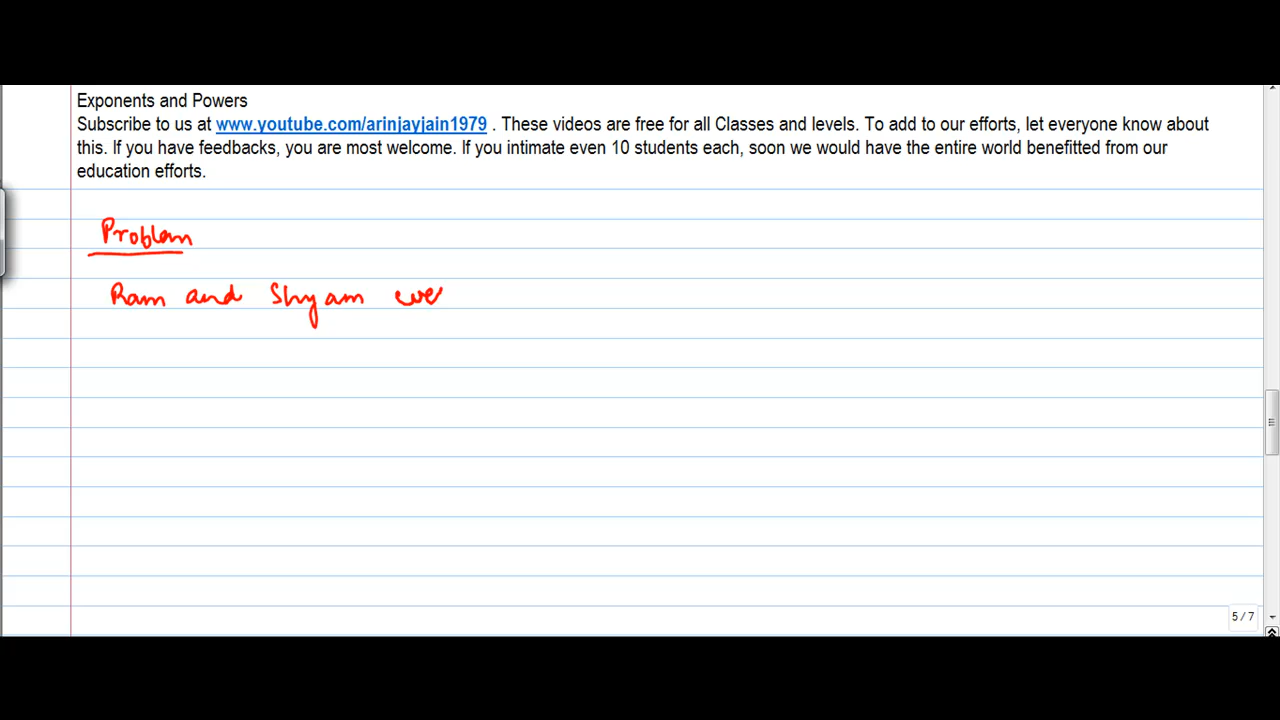 Exponents and Powers
Subscribe to us at www.youtube.com/arinjayjain1979 . These videos are free for all Classes and levels. To add to our efforts, let everyone know about
this. If you have feedbacks, you are most welcome. If you intimate even 10 students each, soon we would have the entire world benefitted from our
education efforts.
Problem
Ram and Shyam we
5 / 7